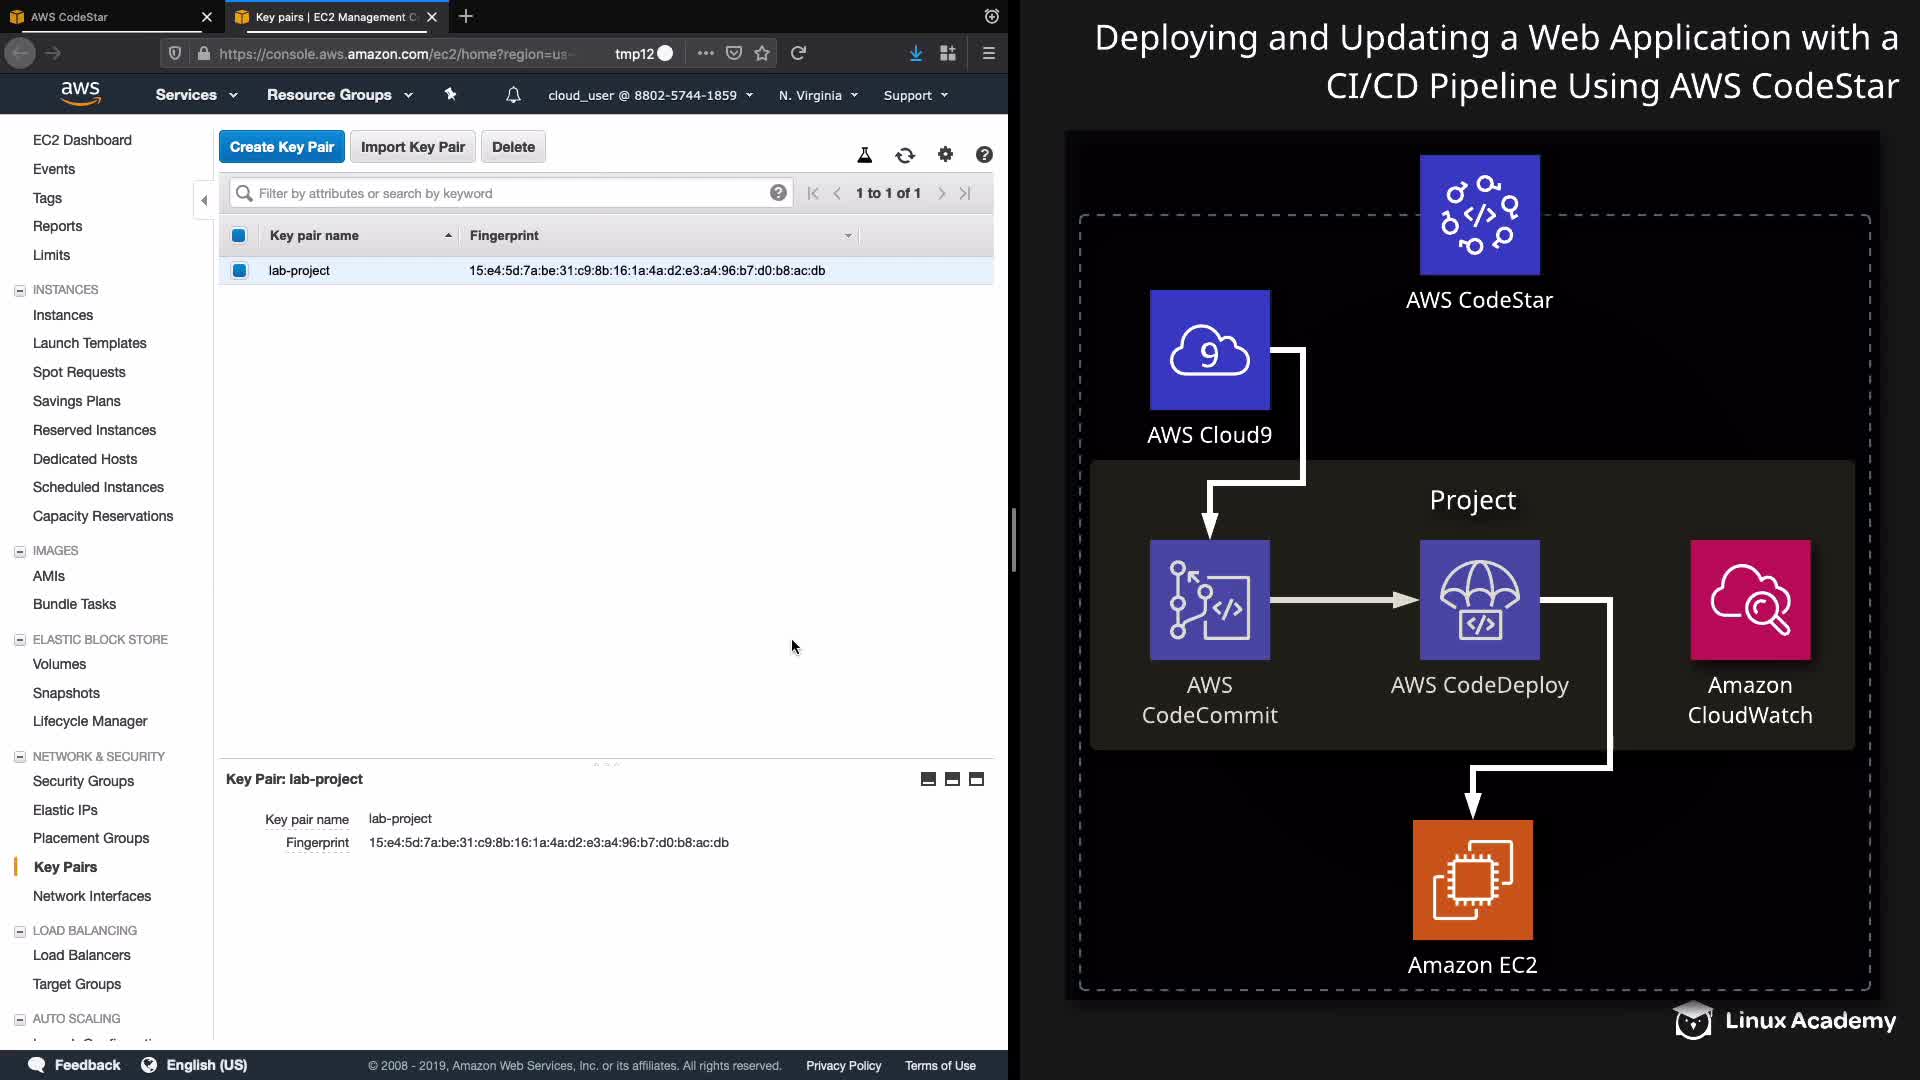 AWS CodeStar
Key pairs | EC2 Management C
https://console.aws.amazon.com/ec2/home?region=us-
tmp12
aws
Services
Resource Groups
cloud_user @ 8802-5744-1859
N. Virginia
Support
EC2 Dashboard
Events
Tags
Reports
Limits
INSTANCES
Instances
Launch Templates
Spot Requests
Savings Plans
Reserved Instances
Dedicated Hosts
Scheduled Instances
Capacity Reservations
IMAGES
AMIs
Bundle Tasks
ELASTIC BLOCK STORE
Volumes
Snapshots
Lifecycle Manager
NETWORK & SECURITY
Security Groups
Elastic IPs
Placement Groups
Key Pairs
Network Interfaces
LOAD BALANCING
Load Balancers
Target Groups
AUTO SCALING
Create Key Pair
Import Key Pair
Delete
Filter by attributes or search by keyword
1 to 1 of 1
Key pair name
Fingerprint
lab-project
15:e4:5d:7a:be:31:c9:8b:16:1a:4a:d2:e3:a4:96:b7:d0:b8:ac:db
Key Pair: lab-project
Key pair name
lab-project
Fingerprint
15:e4:5d:7a:be:31:c9:8b:16:1a:4a:d2:e3:a4:96:b7:d0:b8:ac:db
Feedback
English (US)
© 2008 - 2019, Amazon Web Services, Inc. or its affiliates. All rights reserved.
Privacy Policy
Terms of Use
Deploying and Updating a Web Application with a
CI/CD Pipeline Using AWS CodeStar
AWS CodeStar
9
AWS Cloud9
Project
AWS
CodeCommit
AWS CodeDeploy
Amazon
CloudWatch
Amazon EC2
Linux Academy